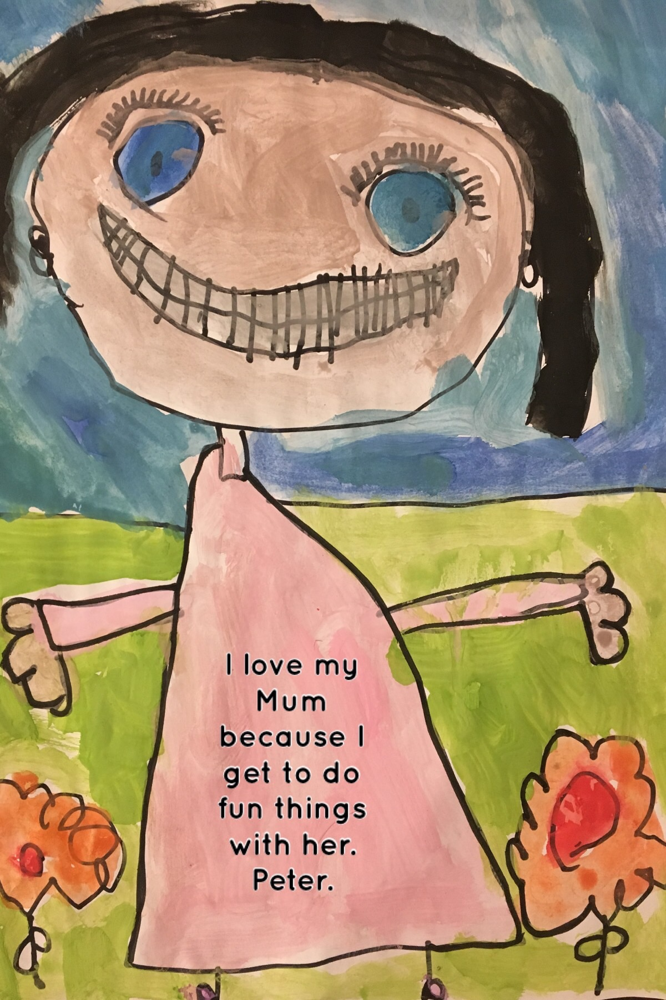 I love my
Mum
because I
get to do
fun things
with her.
Peter.